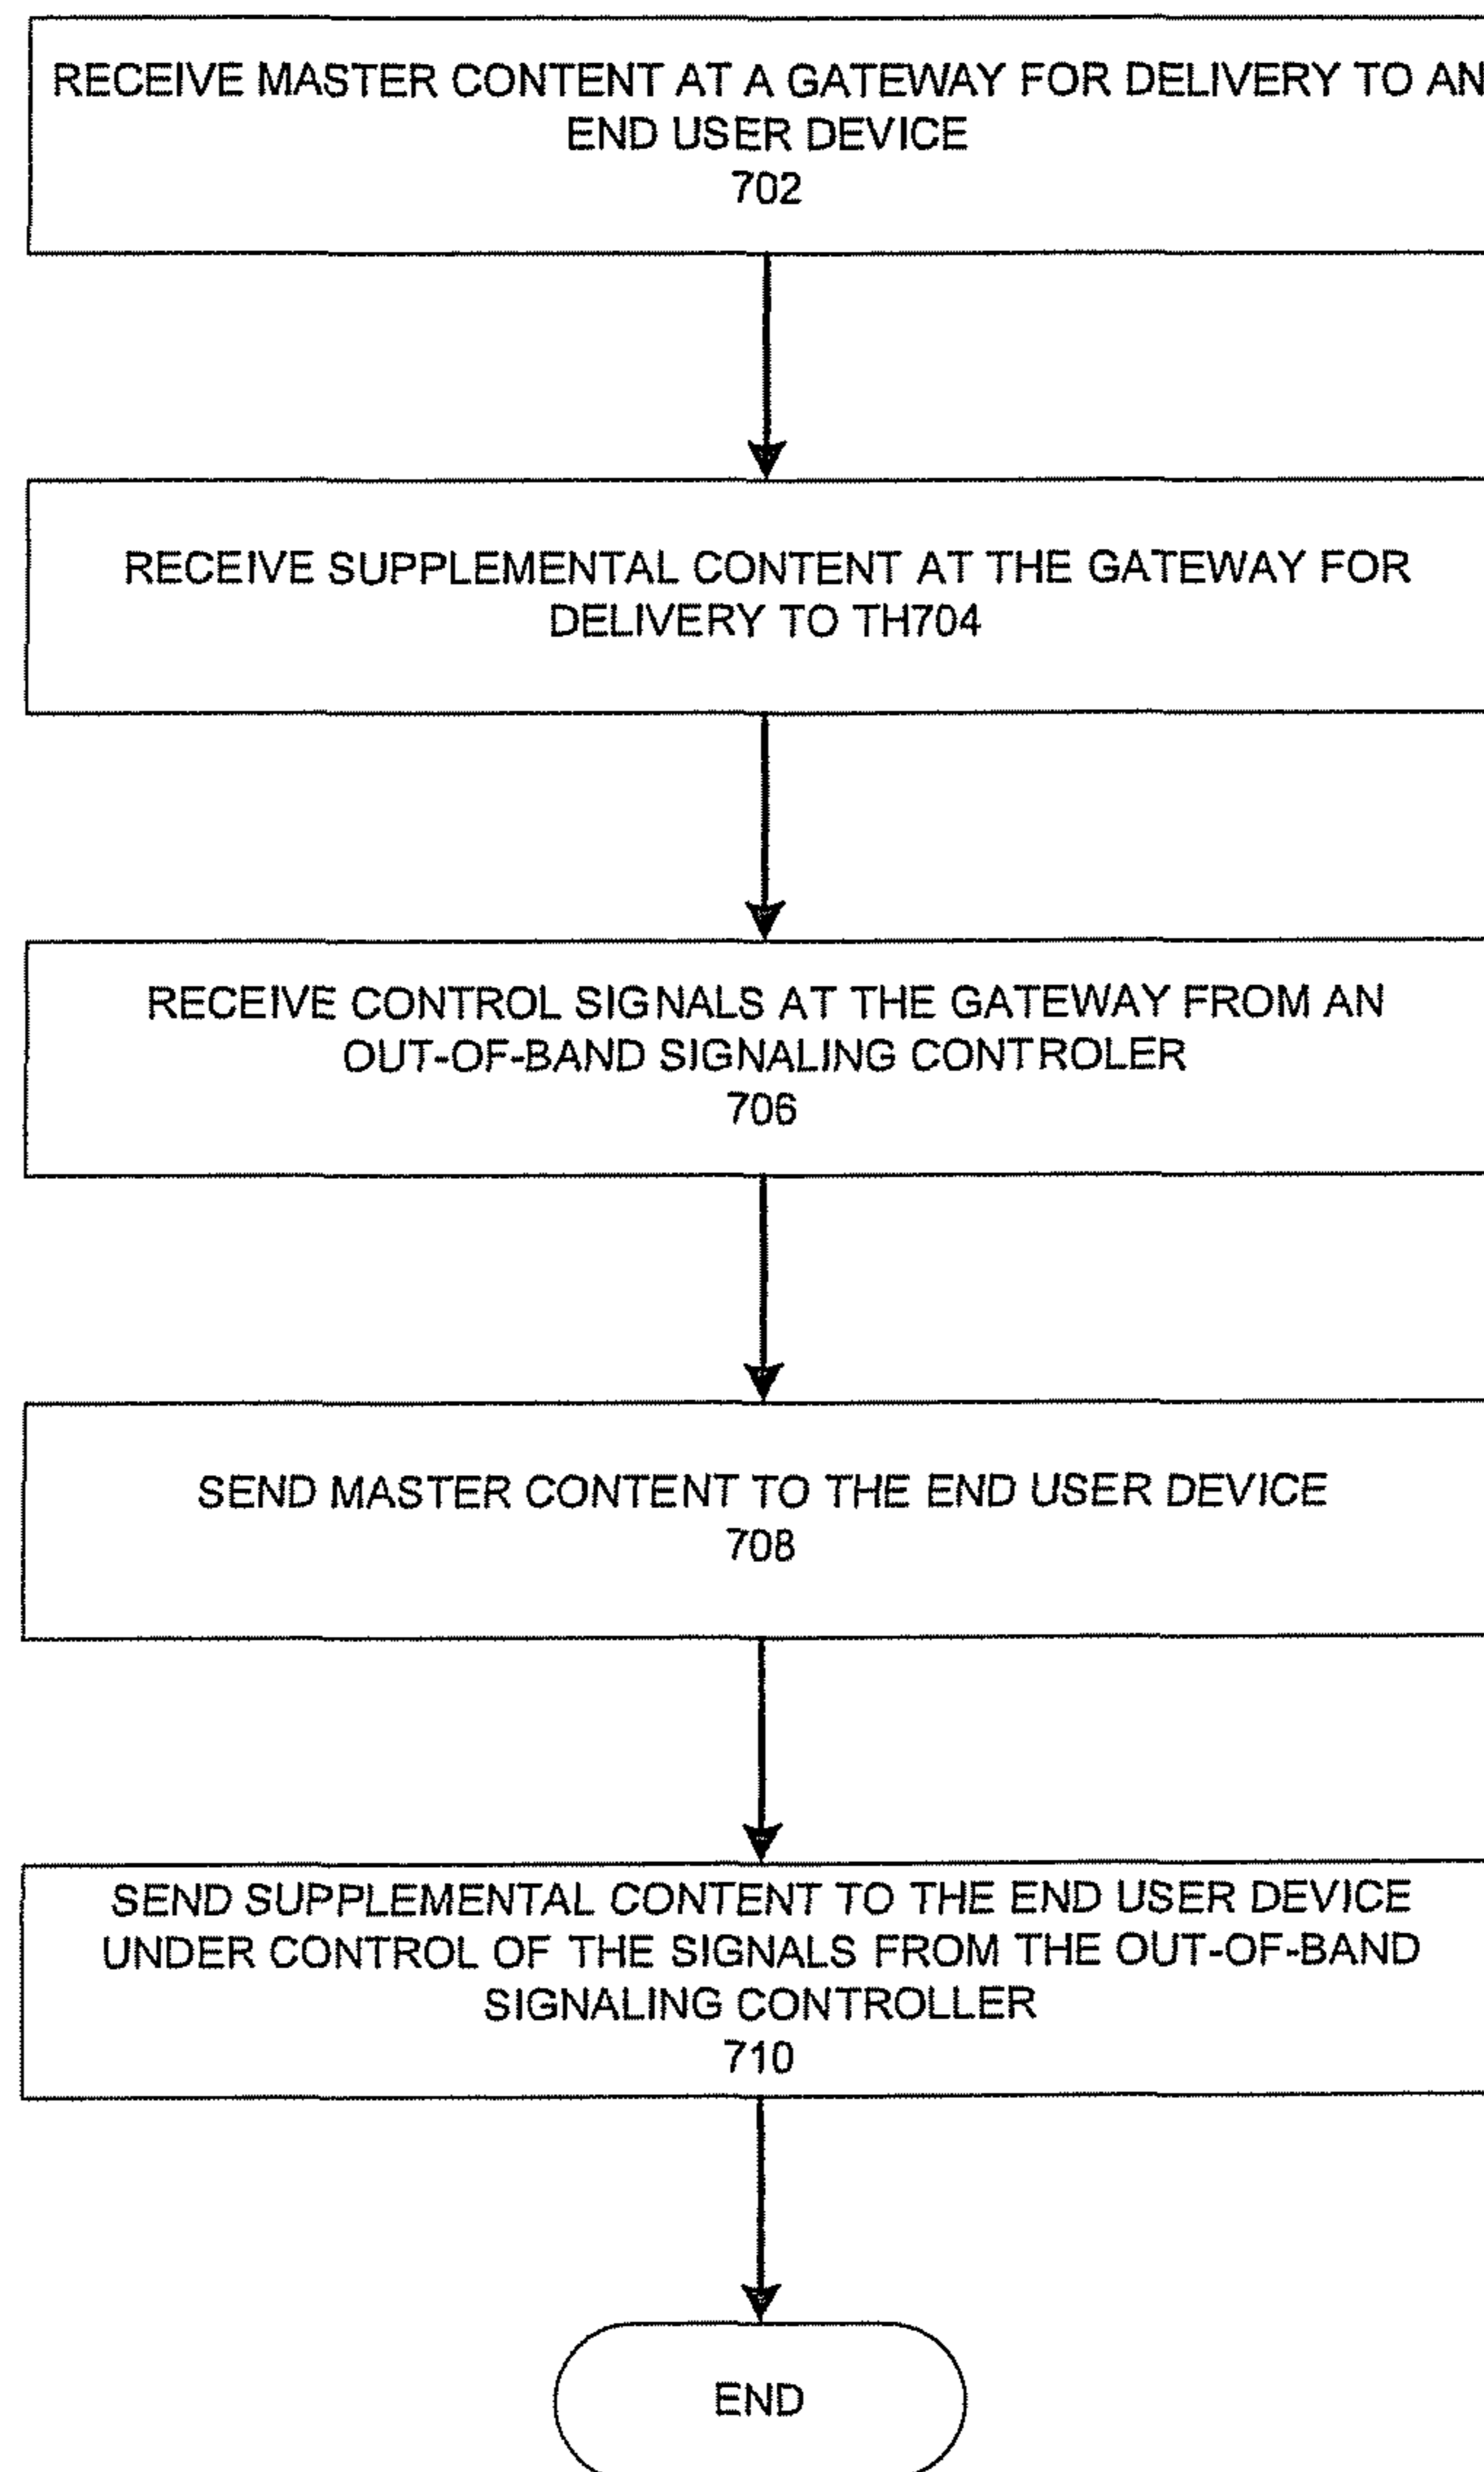 RECEIVE MASTER CONTENT AT A GATEWAY FOR DELIVERY TO AN
END USER DEVICE
702
RECEIVE SUPPLEMENTAL CONTENT AT THE GATEWAY FOR
DELIVERY TO TH704
RECEIVE CONTROL SIGNALS AT THE GATEWAY FROM AN
OUT-OF-BAND SIGNALING CONTROLER
706
SEND MASTER CONTENT TO THE END USER DEVICE
708
SEND SUPPLEMENTAL CONTENT TO THE END USER DEVICE
UNDER CONTROL OF THE SIGNALS FROM THE OUT-OF-BAND
SIGNALING CONTROLLER
710
END